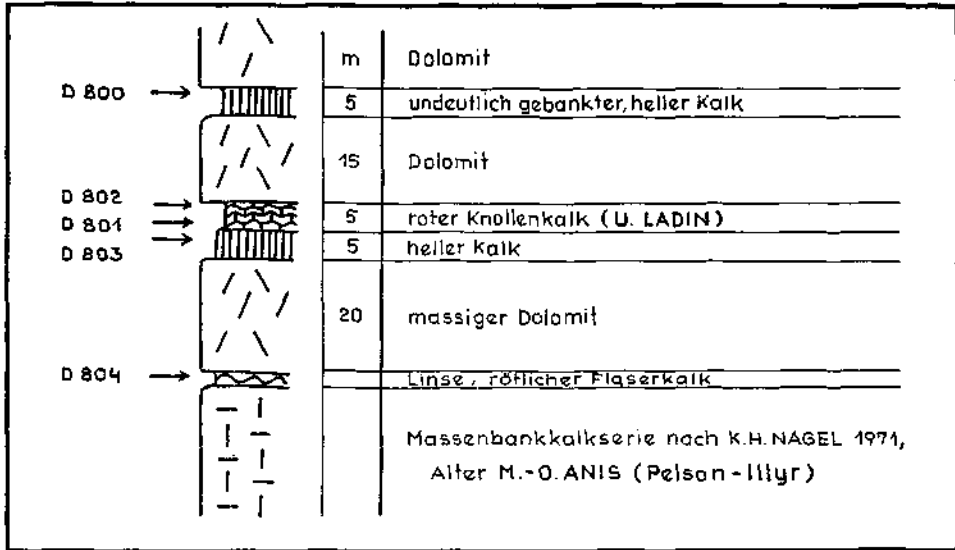 m Dolomit
D 800 5 undeutlich gebankter, heller Kalk
15 Dolomit
D 802
D 801 5 roter Knollenkalk (U. LADIN)
D 803 5 heller Kalk
20 massiger Dolomit
D 804 Linse, rötlicher Flaserkalk
Massenbankkalkserie nach K.H. NAGEL 1971,
Alter M.-O. ANIS (Pelson-Illyr)